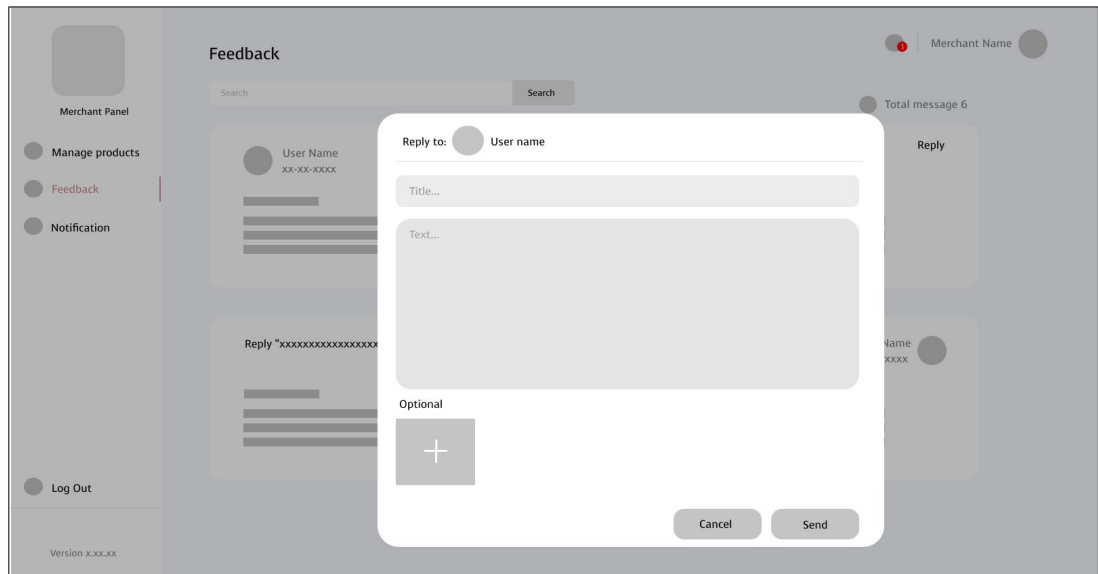 Merchant Panel
Manage products
Feedback
Notification
Log Out
Version x.xx.xx
Feedback
1
Merchant Name
Search
Search
Total message 6
User Name
xx-xx-xxxx
Reply
Reply "xxxxxxxxxxxxxxxxx
Name
xxxx
Reply to:
User name
Title...
Text...
Optional
Cancel
Send